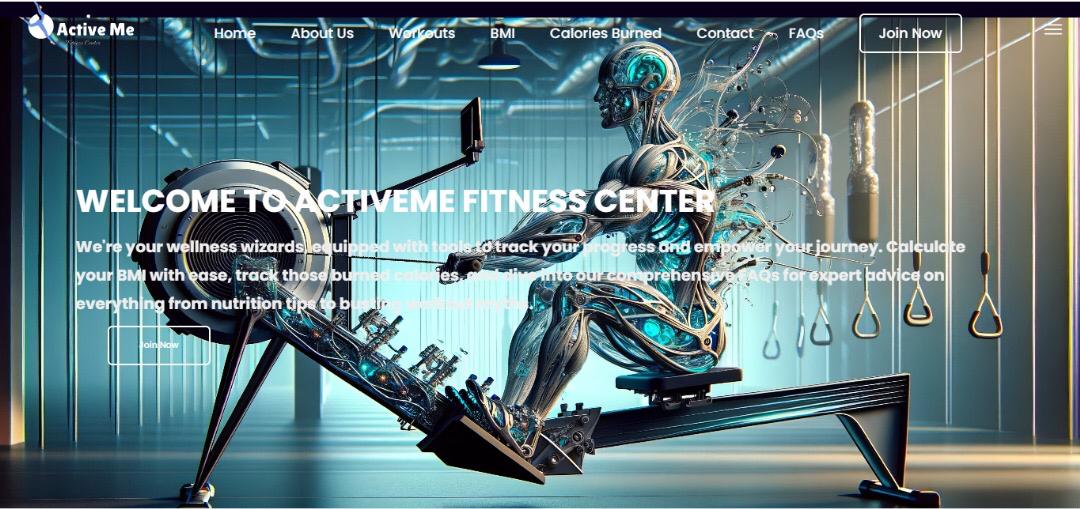 Active Me
Fitness Center
Home About Us Workouts BMI Calories Burned Contact FAQs Join Now
WELCOME TO ACTIVEME FITNESS CENTER
We're your wellness wizards, equipped with tools to track your progress and empower your journey. Calculate
your BMI with ease, track those burned calories, and dive into our comprehensive FAQs for expert advice on
everything from nutrition tips to busting workout myths.
Join Now